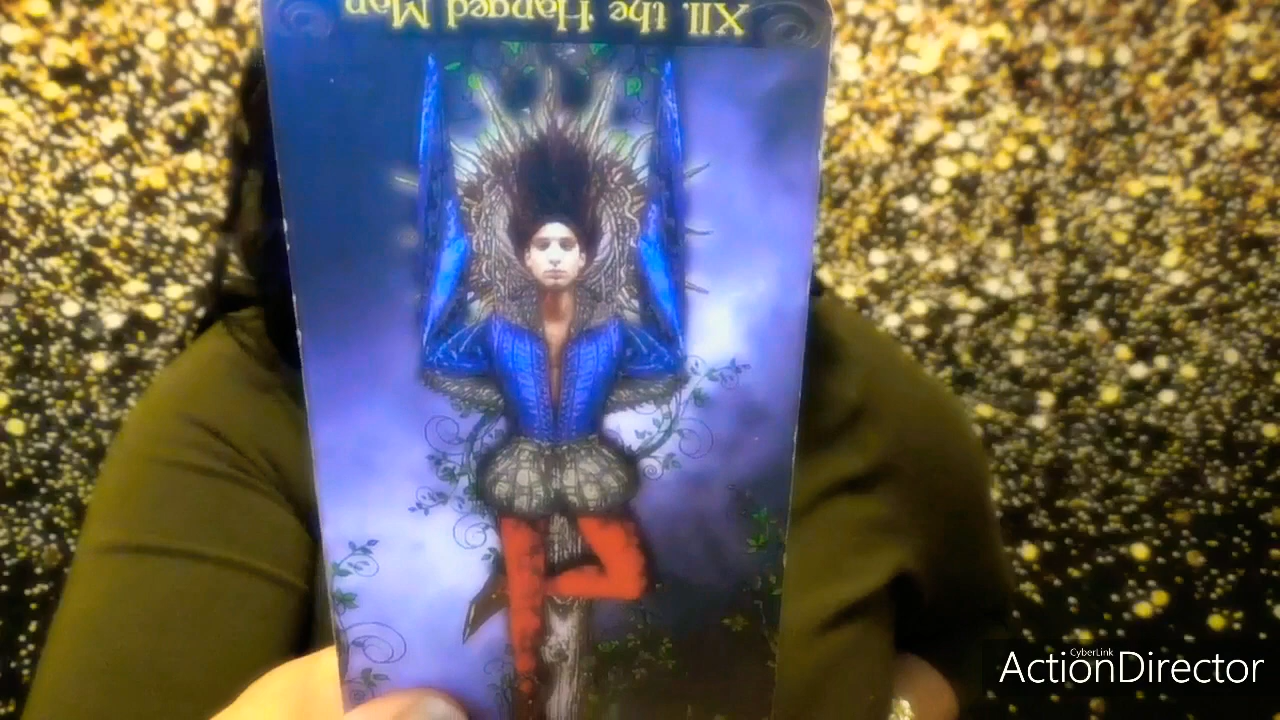 XII. the Hanged Man
CyberLink
ActionDirector